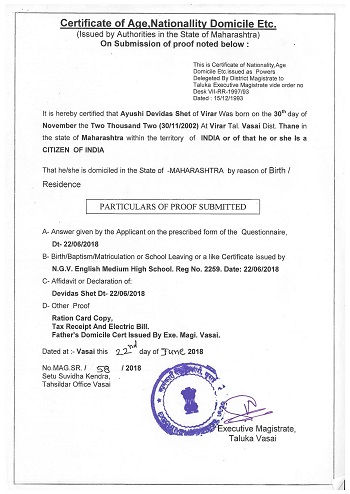 Certificate of Age,Nationallity Domicile Etc.
(Issued by Authorities in the State of Maharashtra)
On Submission of proof noted below :
This is Certificate of Nationality,Age
Domicile Etc.issued as Powers
Delegeted By District Magistrate to
Taluka Executive Magistrate vide order no
Desk VII-RR-1997/93
Dated : 15/12/1993
It is hereby certified that Ayushi Devidas Shet of Virar Was born on the 30th day of
November the Two Thousand Two (30/11/2002) At Virar Tal. Vasai Dist. Thane in
the state of Maharashtra within the territory of INDIA or of that he or she Is a
CITIZEN OF INDIA
That he/she is domiciled in the State of -MAHARASHTRA by reason of Birth /
Residence
PARTICULARS OF PROOF SUBMITTED
A- Answer given by the Applicant on the prescribed form of the Questionnaire,
Dt- 22/06/2018
B- Birth/Baptism/Matriculation or School Leaving or a like Certificate issued by
N.G.V. English Medium High School. Reg No. 2259. Date: 22/06/2018
C- Affidavit or Declaration of:
Devidas Shet Dt- 22/06/2018
D- Other Proof
Ration Card Copy,
Tax Receipt And Electric Bill.
Father's Domicile Cert Issued By Exe. Magi. Vasai.
Dated at :- Vasai this 22nd day of June 2018
No.MAG.SR. / 58 / 2018
Setu Suvidha Kendra,
Tahsildar Office Vasai
Executive Magistrate,
Taluka Vasai